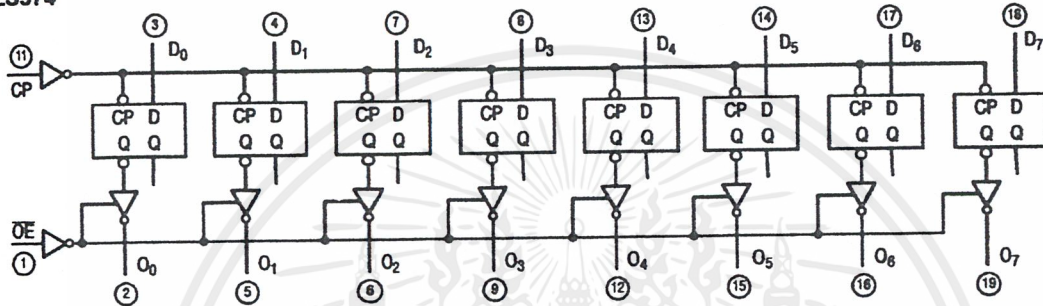 ③ ④ ⑦ ⑧ ⑬ ⑭ ⑰ ⑱
D0 D1 D2 D3 D4 D5 D6 D7
⑪
CP
CP D CP D CP D CP D CP D CP D CP D CP D
Q Q Q Q Q Q Q Q Q Q Q Q Q Q Q Q
OE
①
O0 O1 O2 O3 O4 O5 O6 O7
② ⑤ ⑥ ⑨ ⑫ ⑮ ⑯ ⑲